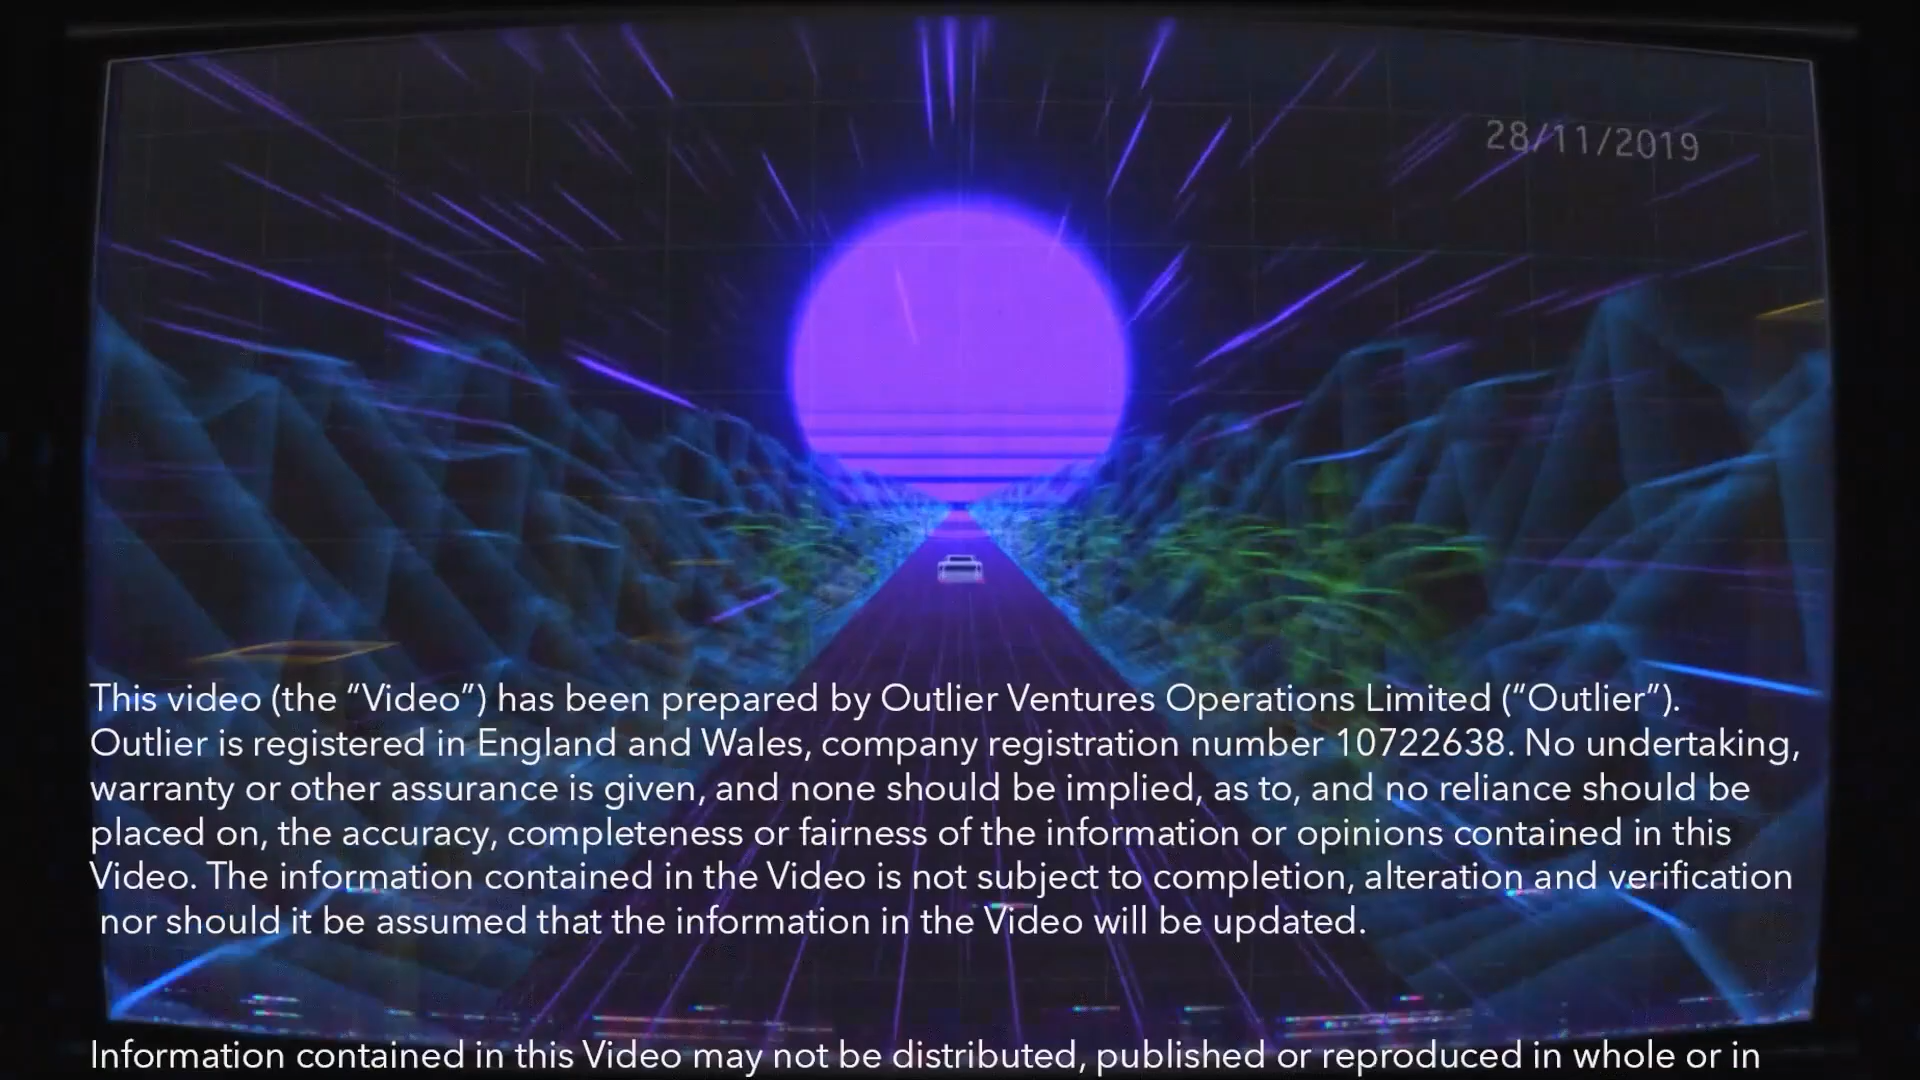 28/11/2019
This video (the “Video”) has been prepared by Outlier Ventures Operations Limited (“Outlier”).
Outlier is registered in England and Wales, company registration number 10722638. No undertaking,
warranty or other assurance is given, and none should be implied, as to, and no reliance should be
placed on, the accuracy, completeness or fairness of the information or opinions contained in this
Video. The information contained in the Video is not subject to completion, alteration and verification
nor should it be assumed that the information in the Video will be updated.
Information contained in this Video may not be distributed, published or reproduced in whole or in